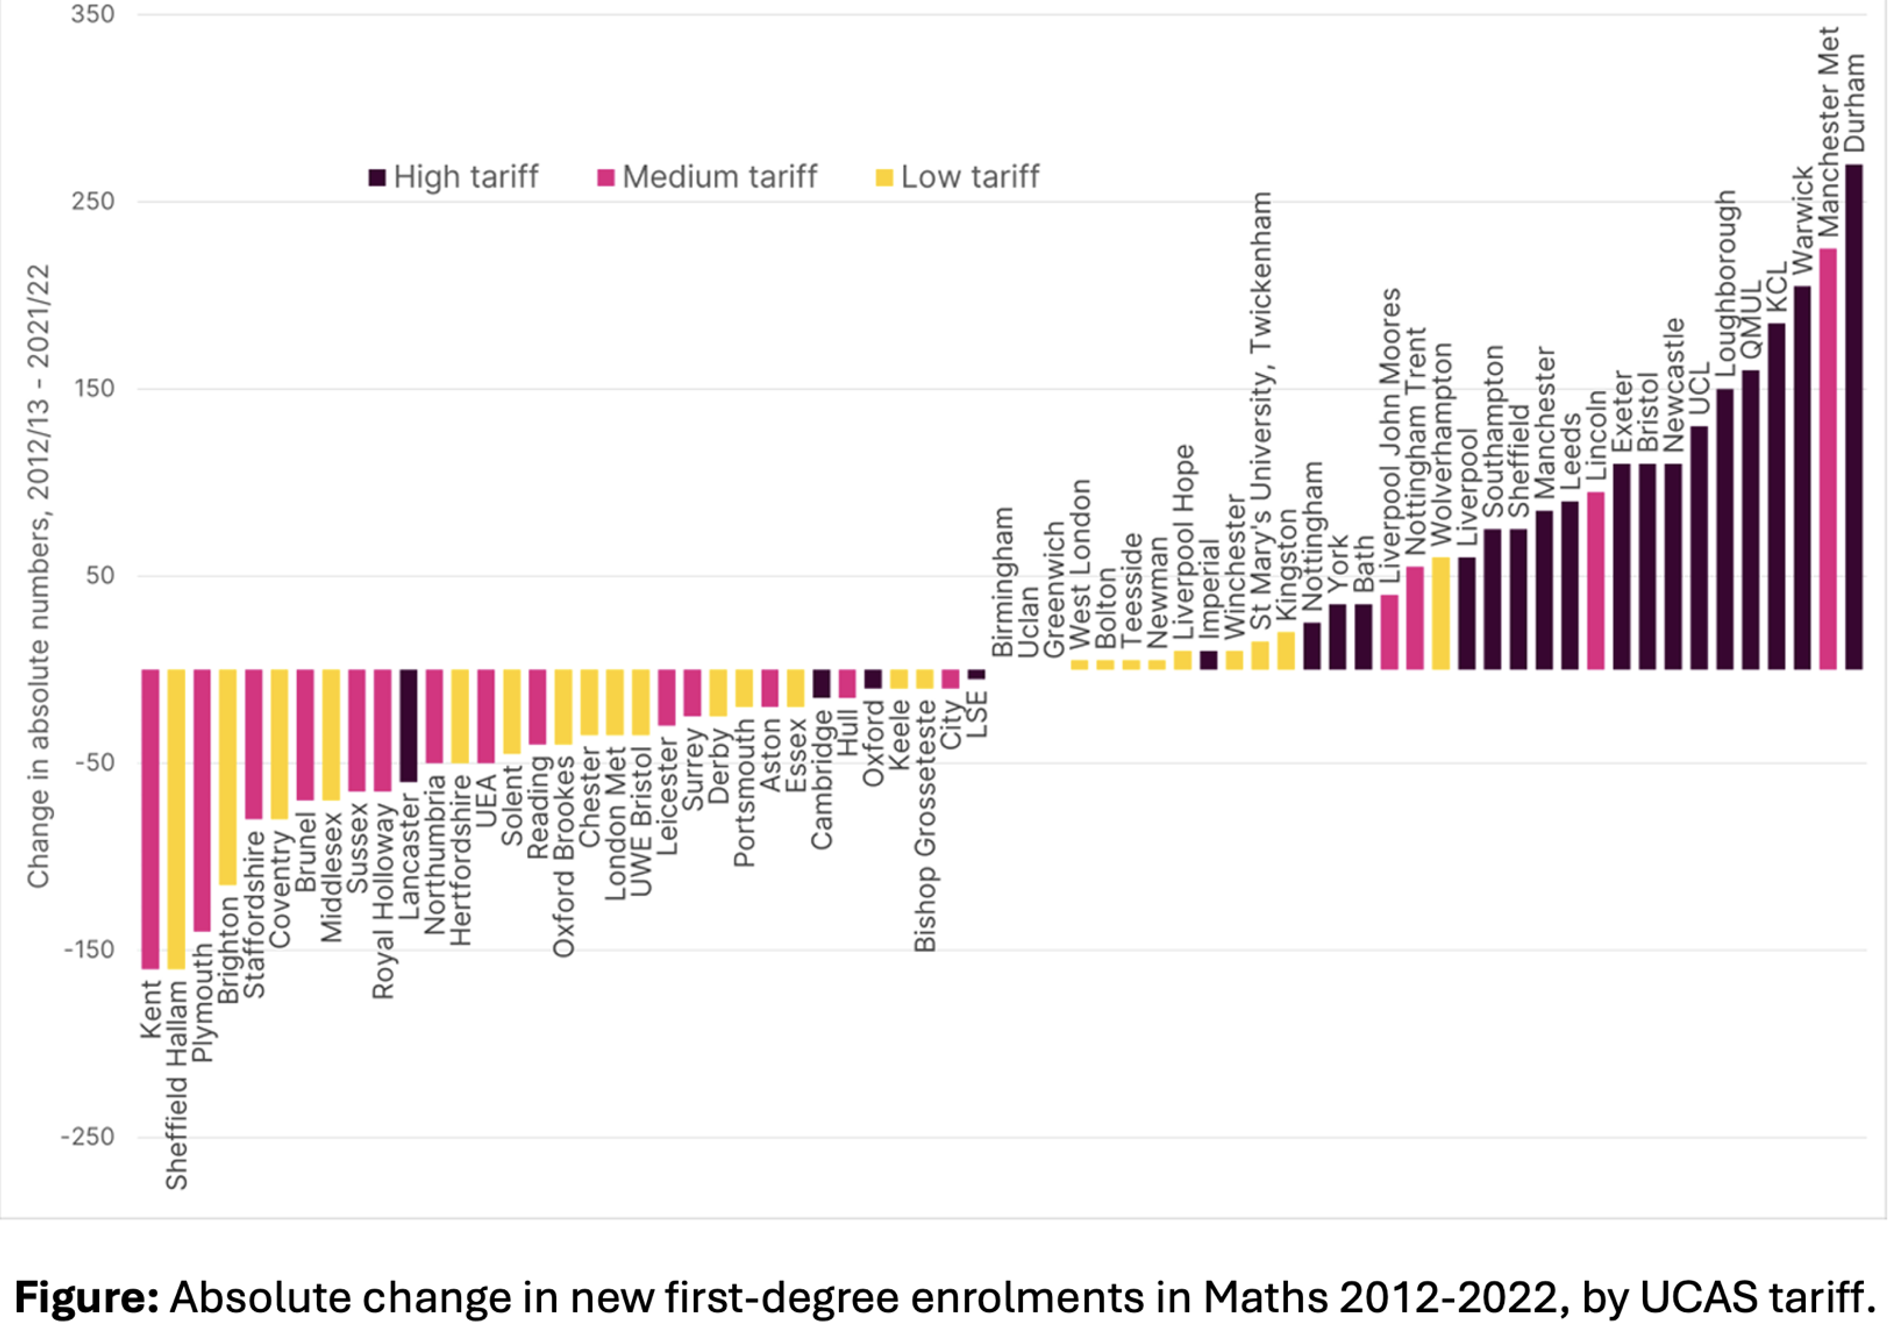 350
250
150
50
-50
-150
-250
Change in absolute numbers, 2012/13 - 2021/22
High tariff
Medium tariff
Low tariff
Kent
Sheffield Hallam
Plymouth
Brighton
Staffordshire
Coventry
Brunel
Middlesex
Sussex
Royal Holloway
Lancaster
Northumbria
Hertfordshire
UEA
Solent
Reading
Oxford Brookes
Chester
London Met
UWE Bristol
Leicester
Surrey
Derby
Portsmouth
Aston
Essex
Cambridge
Hull
Oxford
Keele
Bishop Grosseteste
City
LSE
Birmingham
Uclan
Greenwich
West London
Bolton
Teesside
Newman
Liverpool Hope
Imperial
Winchester
St Mary's University, Twickenham
Kingston
Nottingham
York
Bath
Liverpool John Moores
Nottingham Trent
Wolverhampton
Liverpool
Southampton
Sheffield
Manchester
Leeds
Lincoln
Exeter
Bristol
Newcastle
UCL
Loughborough
QMUL
KCL
Warwick
Manchester Met
Durham
Figure: Absolute change in new first-degree enrolments in Maths 2012-2022, by UCAS tariff.